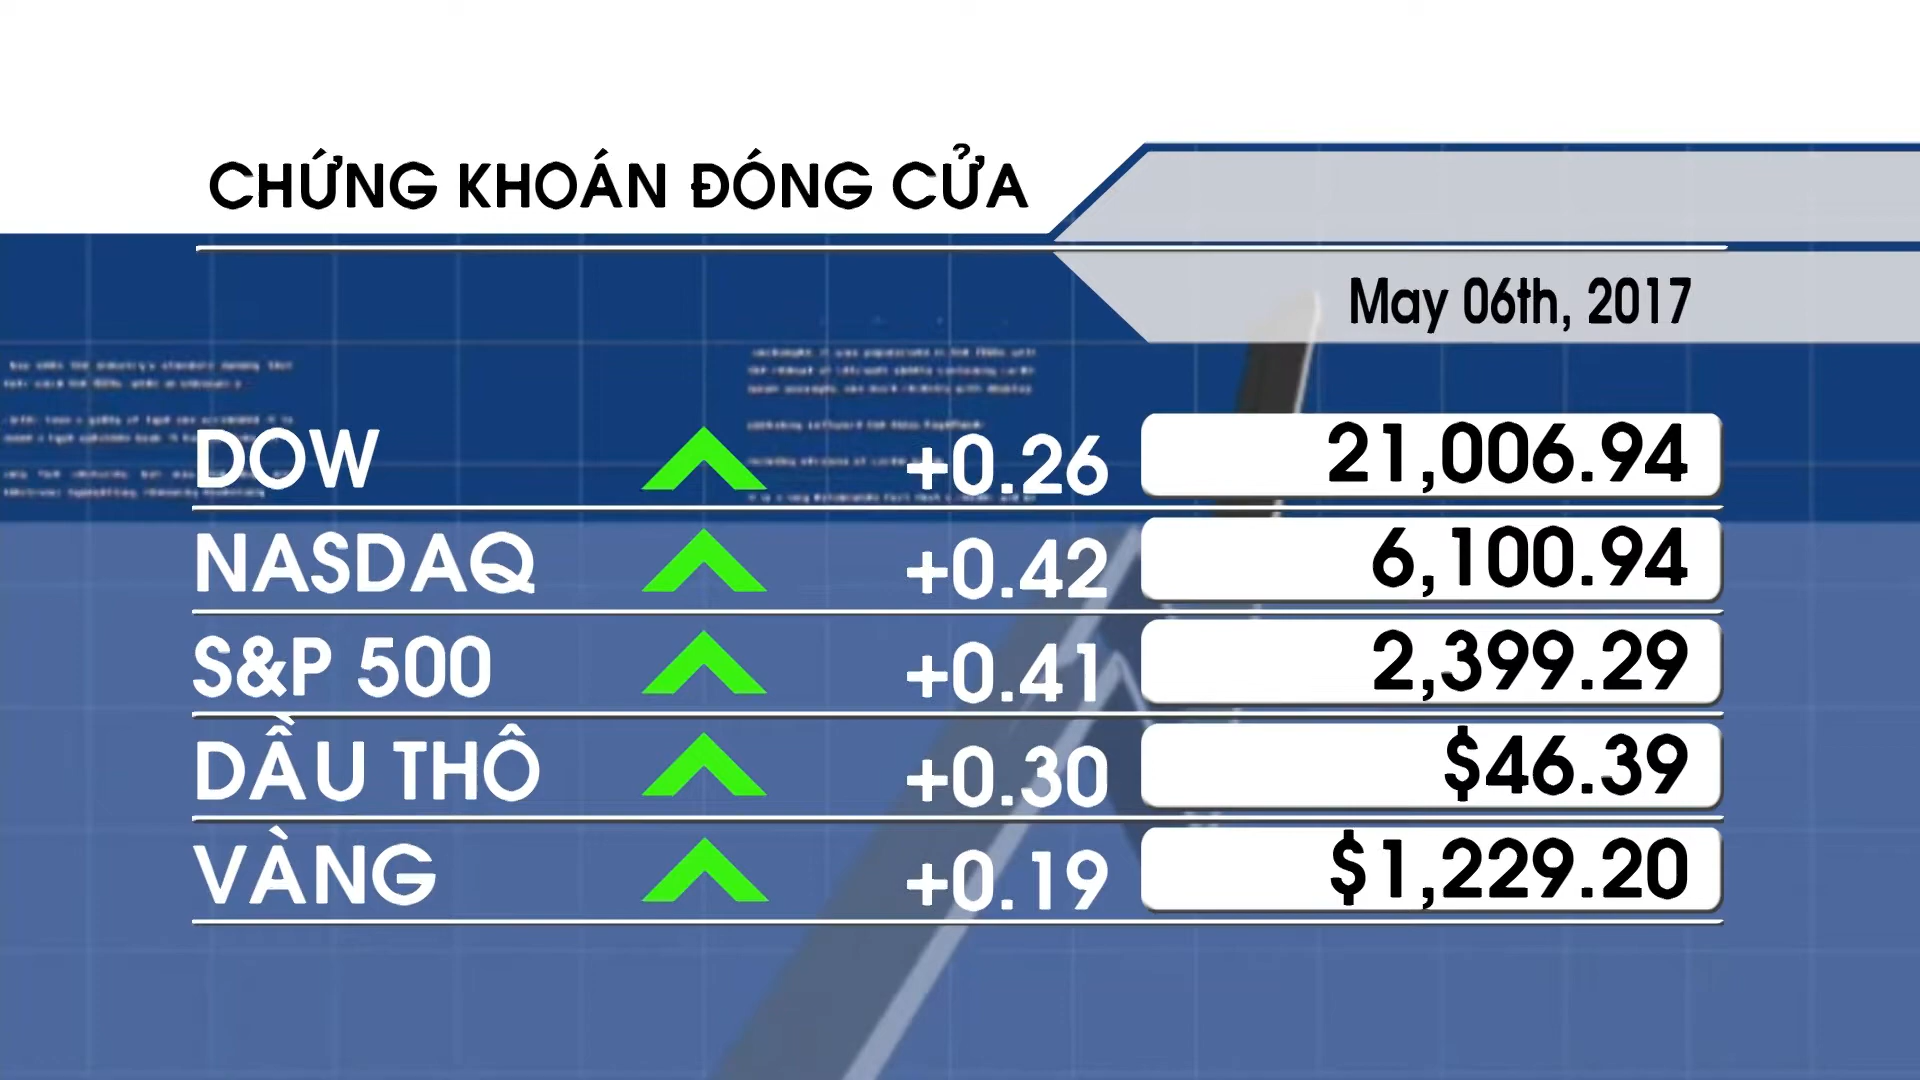 CHỨNG KHOÁN ĐÓNG CỬA
May 06th, 2017
DOW +0.26 21,006.94
NASDAQ +0.42 6,100.94
S&P 500 +0.41 2,399.29
DẦU THÔ +0.30 $46.39
VÀNG +0.19 $1,229.20